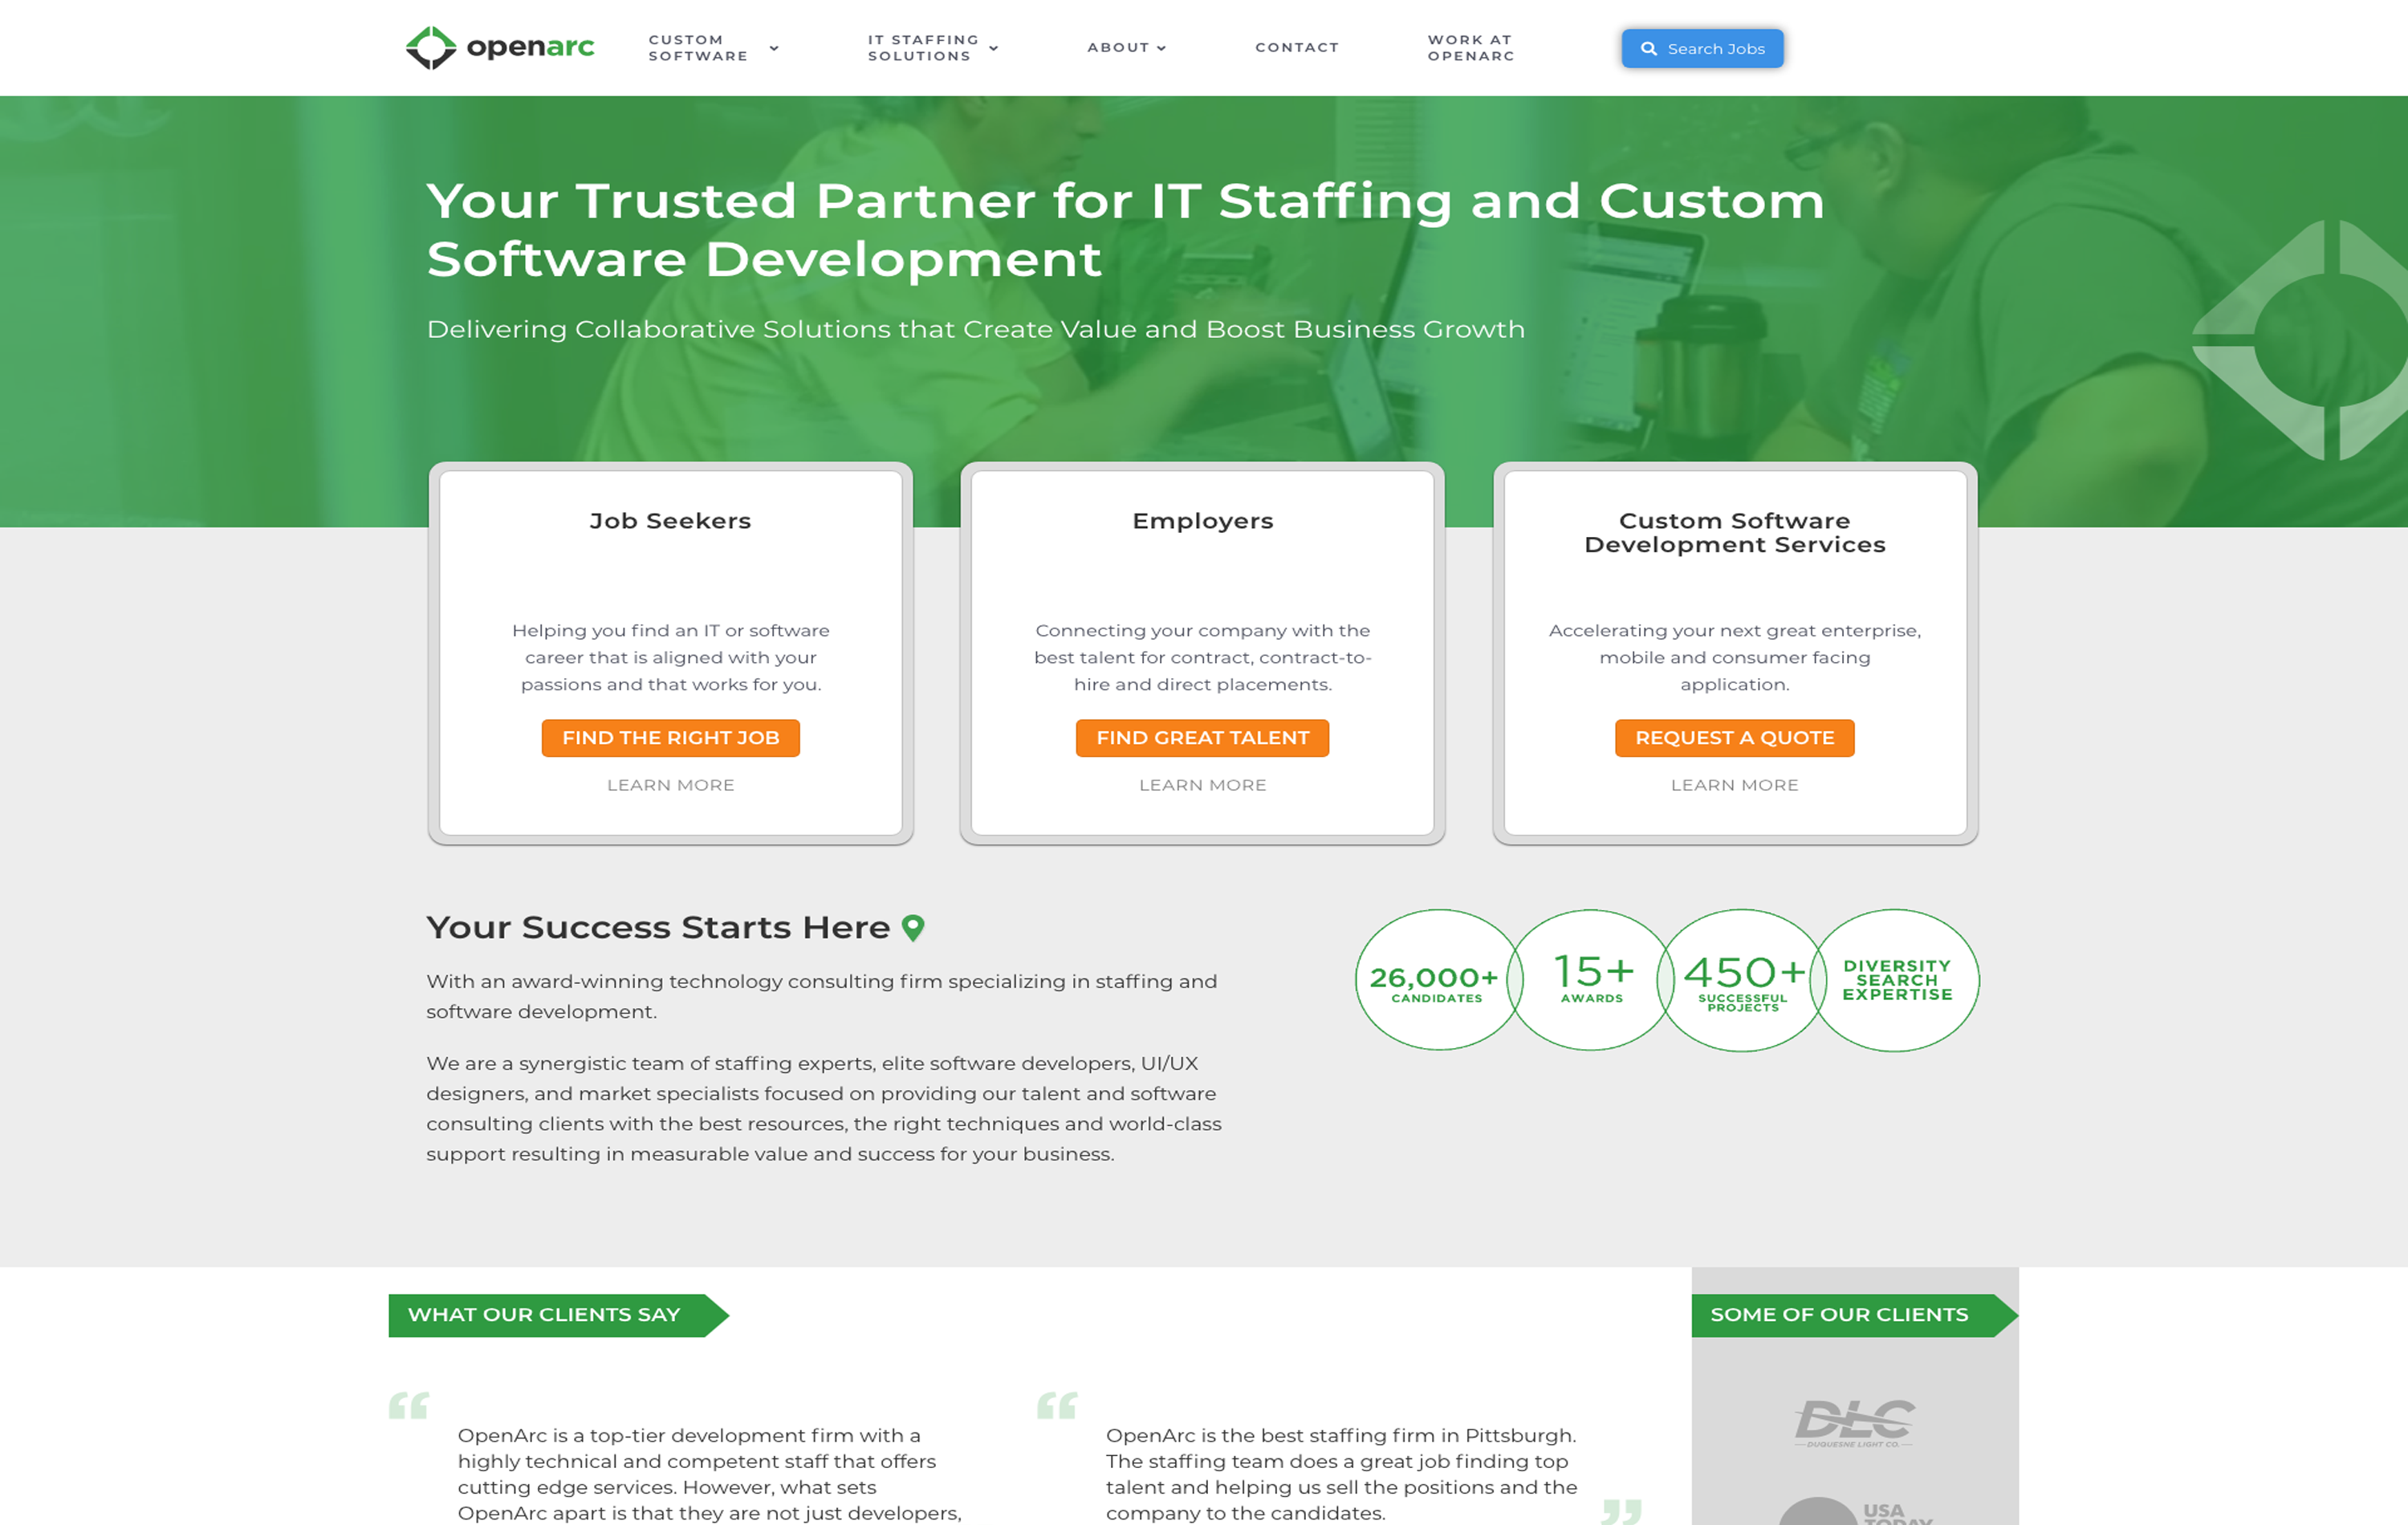 openarc
CUSTOM
SOFTWARE
IT STAFFING
SOLUTIONS
ABOUT
CONTACT
WORK AT
OPENARC
Search Jobs
Your Trusted Partner for IT Staffing and Custom
Software Development
Delivering Collaborative Solutions that Create Value and Boost Business Growth
Job Seekers
Helping you find an IT or software
career that is aligned with your
passions and that works for you.
FIND THE RIGHT JOB
LEARN MORE
Employers
Connecting your company with the
best talent for contract, contract-to-
hire and direct placements.
FIND GREAT TALENT
LEARN MORE
Custom Software
Development Services
Accelerating your next great enterprise,
mobile and consumer facing
application.
REQUEST A QUOTE
LEARN MORE
Your Success Starts Here
With an award-winning technology consulting firm specializing in staffing and
software development.
We are a synergistic team of staffing experts, elite software developers, UI/UX
designers, and market specialists focused on providing our talent and software
consulting clients with the best resources, the right techniques and world-class
support resulting in measurable value and success for your business.
26,000+
CANDIDATES
15+
AWARDS
450+
SUCCESSFUL
PROJECTS
DIVERSITY
SEARCH
EXPERTISE
WHAT OUR CLIENTS SAY
“
OpenArc is a top-tier development firm with a
highly technical and competent staff that offers
cutting edge services. However, what sets
OpenArc apart is that they are not just developers,
“
OpenArc is the best staffing firm in Pittsburgh.
The staffing team does a great job finding top
talent and helping us sell the positions and the
company to the candidates.
”
SOME OF OUR CLIENTS
DLC
DUQUESNE LIGHT CO.
USA
TODAY